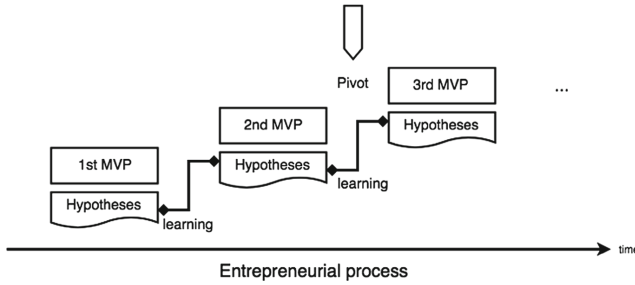 Pivot
3rd MVP
...
Hypotheses
2nd MVP
Hypotheses
learning
1st MVP
Hypotheses
learning
time
Entrepreneurial process